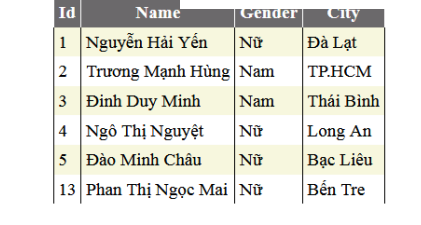 Id Name Gender City
1 Nguyễn Hải Yến Nữ Đà Lạt
2 Trương Mạnh Hùng Nam TP.HCM
3 Đinh Duy Minh Nam Thái Bình
4 Ngô Thị Nguyệt Nữ Long An
5 Đào Minh Châu Nữ Bạc Liêu
13 Phan Thị Ngọc Mai Nữ Bến Tre